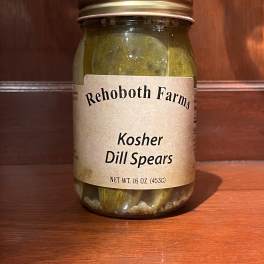 Rehoboth Farms
Kosher
Dill Spears
NET WT. 16 OZ. (453G)